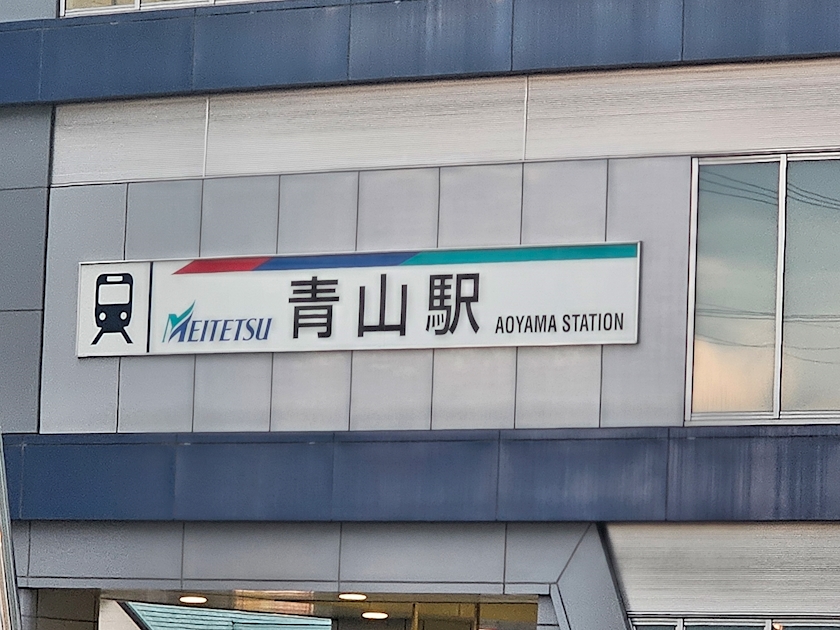 MEITETSU 青山駅 AOYAMA STATION